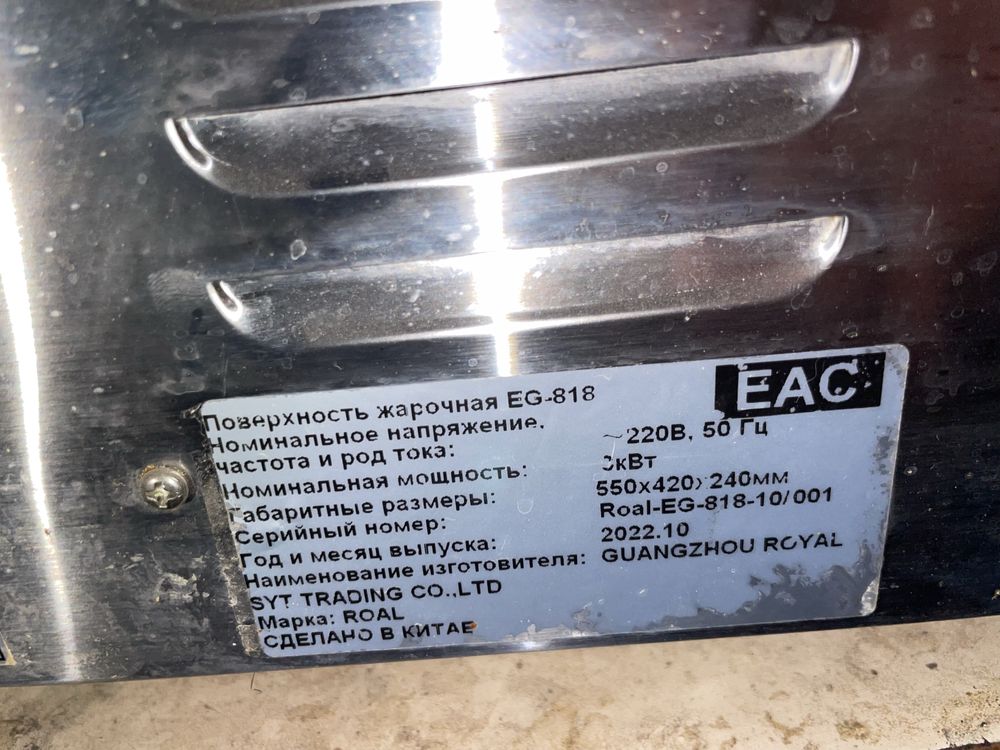 EAC
Поверхность жарочная EG-818
Номинальное напряжение,
частота и род тока: ~220В, 50 Гц
Номинальная мощность: 3кВт
Габаритные размеры: 550х420х240мм
Серийный номер: Roal-EG-818-10/001
Год и месяц выпуска: 2022.10
Наименование изготовителя: GUANGZHOU ROYAL
SYT TRADING CO.,LTD
Марка: ROAL
СДЕЛАНО В КИТАЕ